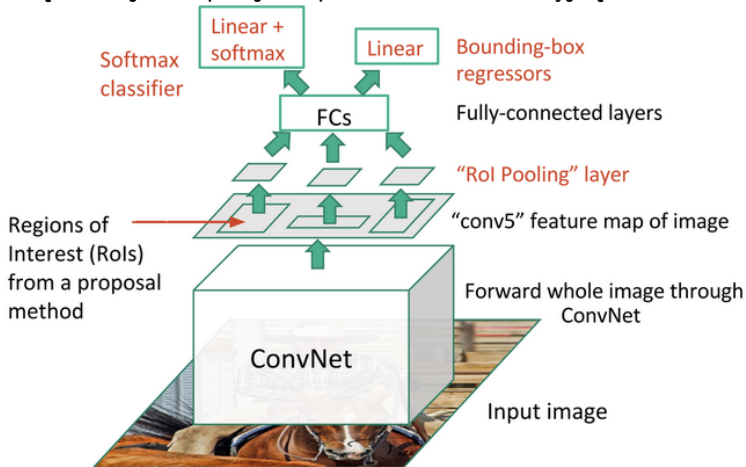 Linear +
softmax
Linear
Softmax
classifier
Bounding-box
regressors
FCs
Fully-connected layers
“RoI Pooling” layer
Regions of
Interest (RoIs)
from a proposal
method
“conv5” feature map of image
Forward whole image through
ConvNet
ConvNet
Input image